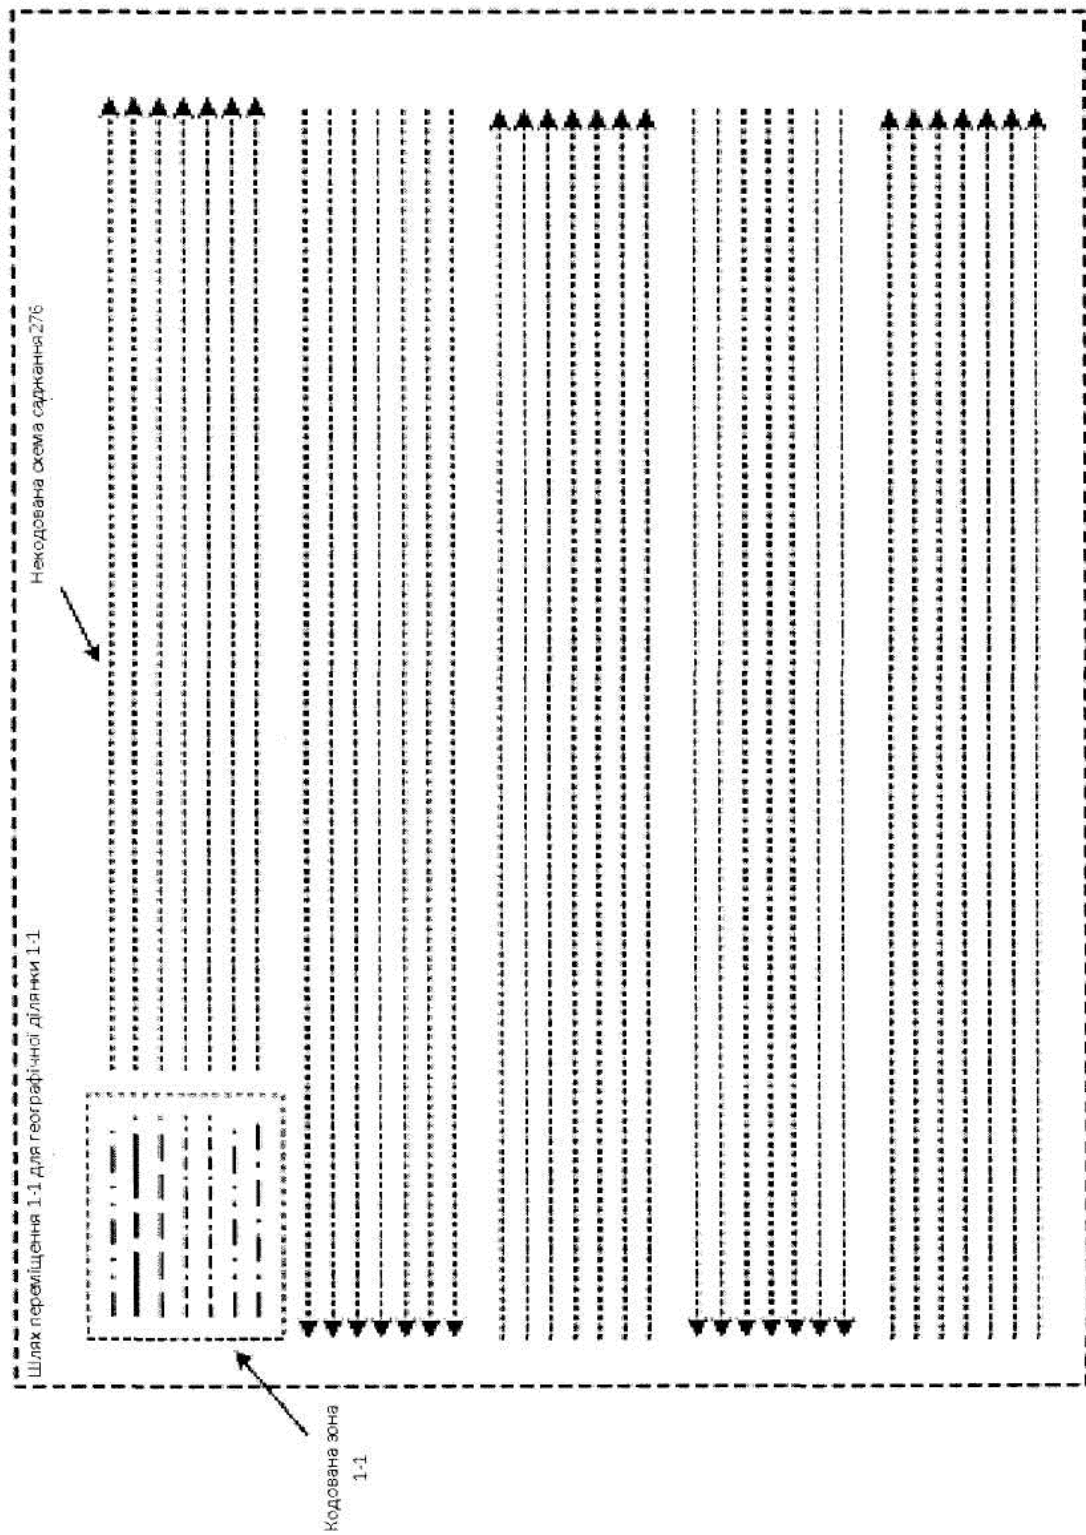 Шлях переміщення 1-1 для географічної ділянки 1-1
Некодована схема саджання 276
Кодована зона
1-1